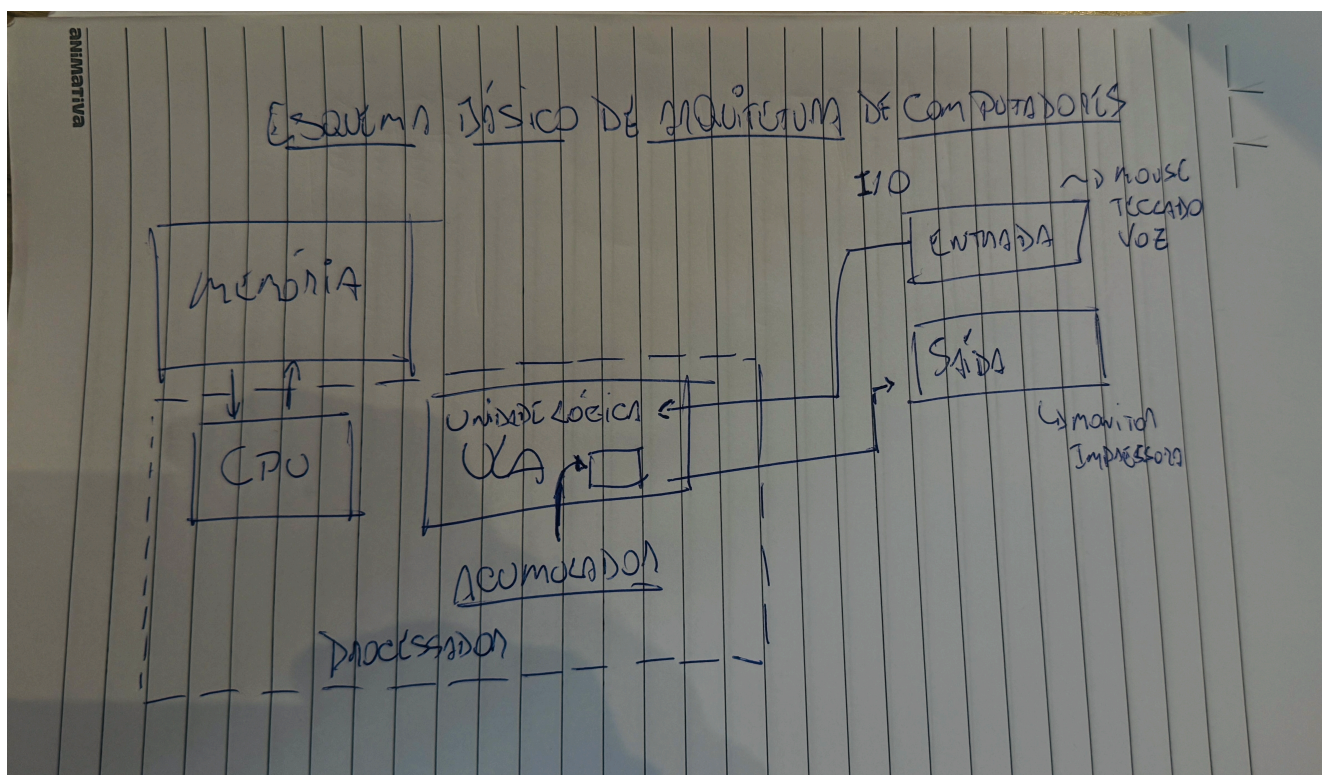 aNiMaTiVa
ESQUEMA BÁSICO DE ARQUITETURA DE COMPUTADORES
I/O
MOUSE
TECLADO
VOZ
ENTRADA
MEMÓRIA
SAÍDA
MONITOR
IMPRESSORA
UNIDADE LÓGICA
ULA
CPU
ACUMULADOR
PROCESSADOR